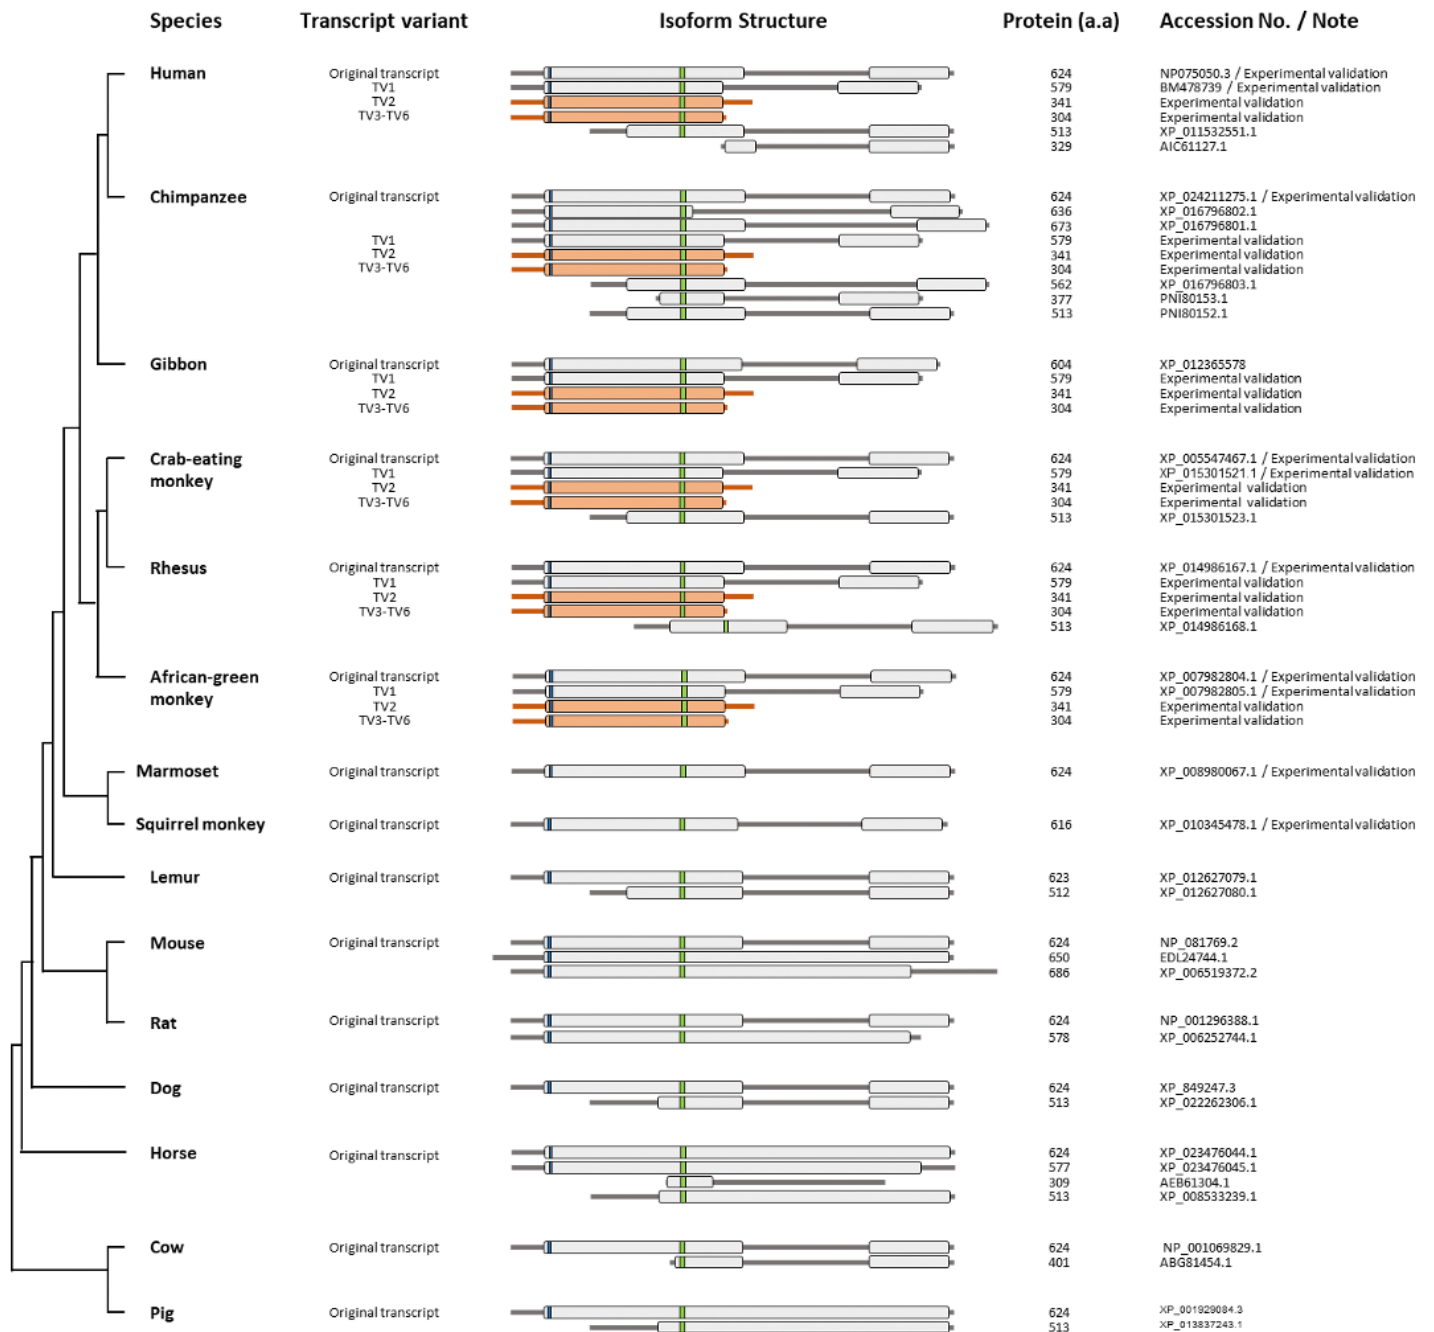 Species Transcript variant Isoform Structure Protein (a.a) Accession No. / Note
Human Original transcript 624 NP075050.3 / Experimental validation
TV1 579 BM478739 / Experimental validation
TV2 341 Experimental validation
TV3-TV6 304 Experimental validation
513 XP_011532551.1
329 AIC61127.1
Chimpanzee Original transcript 624 XP_024211275.1 / Experimental validation
636 XP_016796802.1
673 XP_016796801.1
TV1 579 Experimental validation
TV2 341 Experimental validation
TV3-TV6 304 Experimental validation
562 XP_016796803.1
377 PNI80153.1
513 PNI80152.1
Gibbon Original transcript 604 XP_012365578
TV1 579 Experimental validation
TV2 341 Experimental validation
TV3-TV6 304 Experimental validation
Crab-eating Original transcript 624 XP_005547467.1 / Experimental validation
monkey TV1 579 XP_015301521.1 / Experimental validation
TV2 341 Experimental validation
TV3-TV6 304 Experimental validation
513 XP_015301523.1
Rhesus Original transcript 624 XP_014986167.1 / Experimental validation
TV1 579 Experimental validation
TV2 341 Experimental validation
TV3-TV6 304 Experimental validation
513 XP_014986168.1
African-green Original transcript 624 XP_007982804.1 / Experimental validation
monkey TV1 579 XP_007982805.1 / Experimental validation
TV2 341 Experimental validation
TV3-TV6 304 Experimental validation
Marmoset Original transcript 624 XP_008980067.1 / Experimental validation
Squirrel monkey Original transcript 616 XP_010345478.1 / Experimental validation
Lemur Original transcript 623 XP_012627079.1
512 XP_012627080.1
Mouse Original transcript 624 NP_081769.2
650 EDL24744.1
686 XP_006519372.2
Rat Original transcript 624 NP_001296388.1
578 XP_006252744.1
Dog Original transcript 624 XP_849247.3
513 XP_022262306.1
Horse Original transcript 624 XP_023476044.1
577 XP_023476045.1
309 AEB61304.1
513 XP_008533239.1
Cow Original transcript 624 NP_001069829.1
401 ABG81454.1
Pig Original transcript 624 XP_001929084.3
513 XP_013837243.1